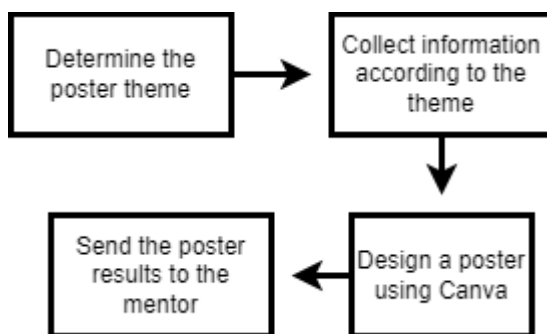 Determine the
poster theme
Collect information
according to the
theme
Design a poster
using Canva
Send the poster
results to the
mentor